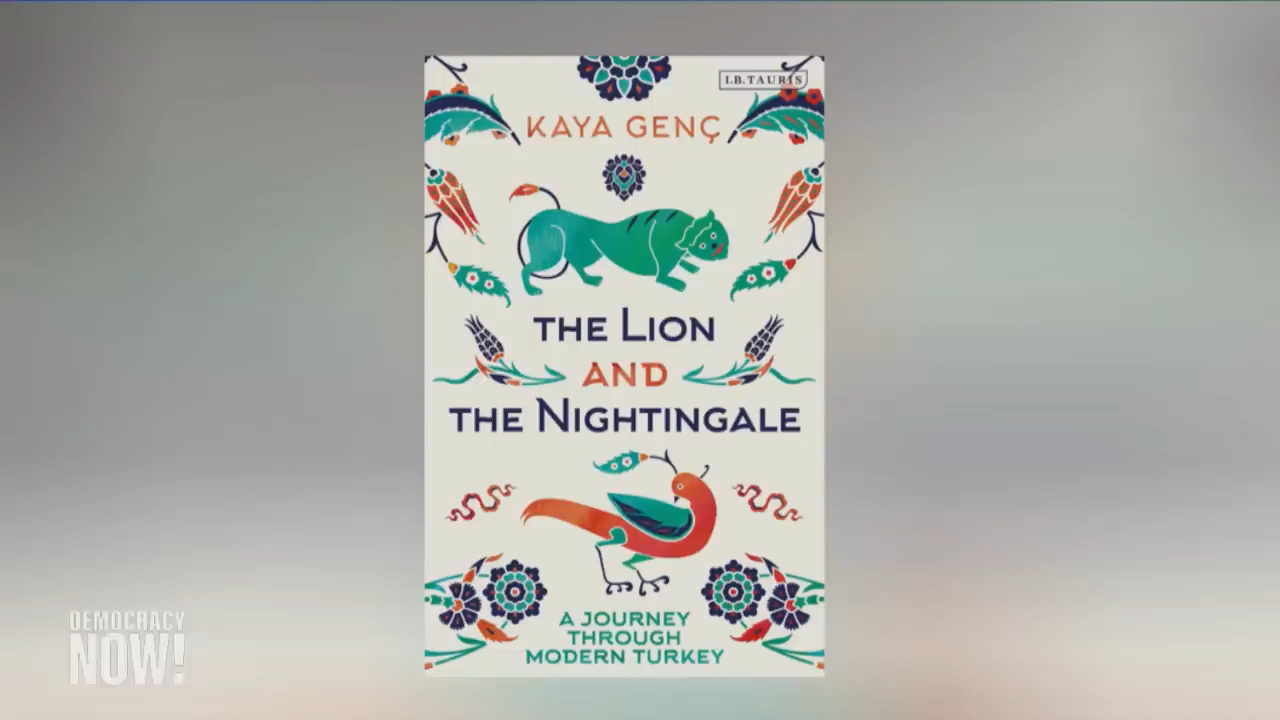 I.B.TAURIS
KAYA GENÇ
THE LION
AND
THE NIGHTINGALE
A JOURNEY
THROUGH
MODERN TURKEY
DEMOCRACY
NOW!